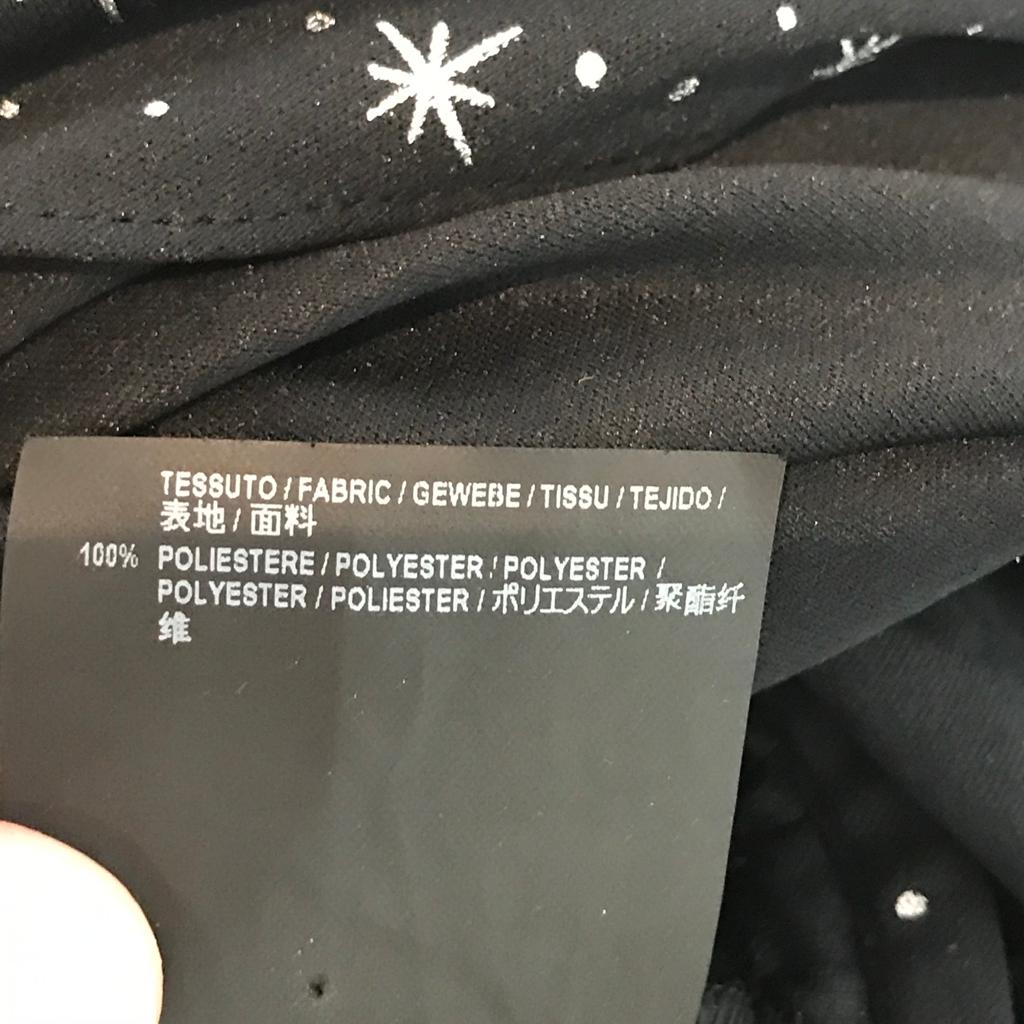 TESSUTO / FABRIC / GEWEBE / TISSU / TEJIDO /
表地 / 面料
100% POLIESTERE / POLYESTER / POLYESTER /
POLYESTER / POLIESTER / ポリエステル / 聚酯纤
维